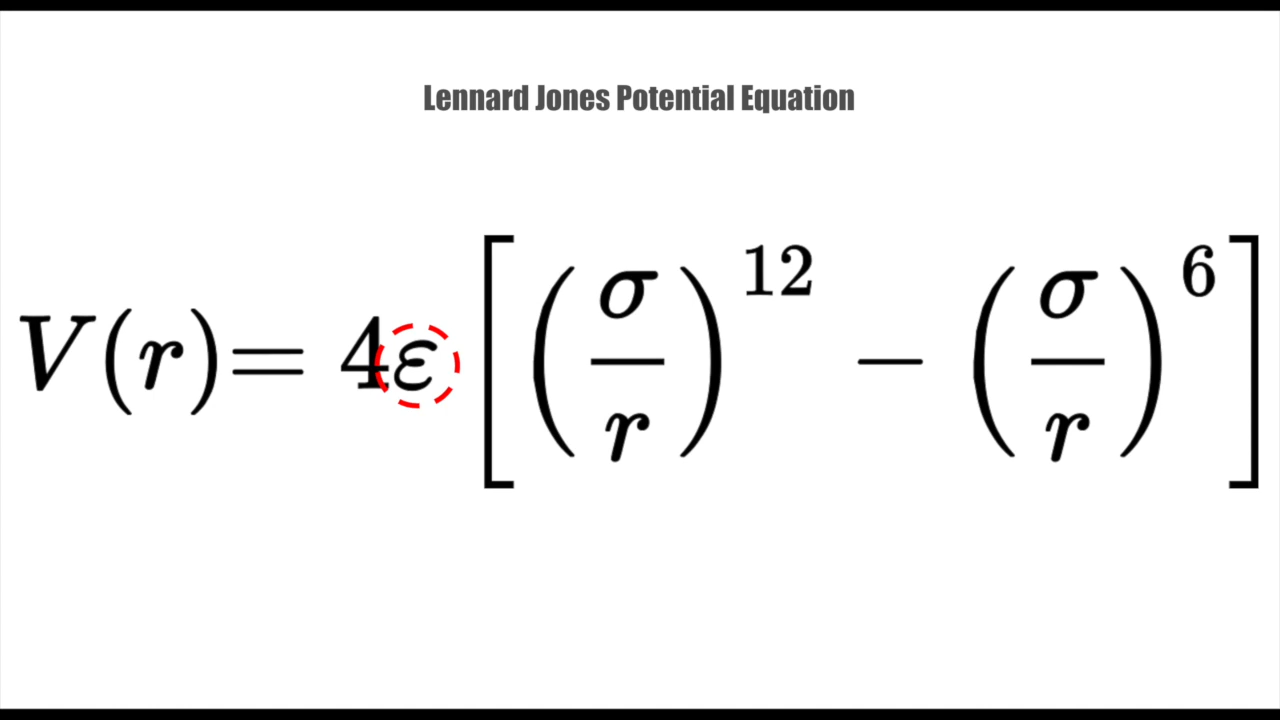 Lennard Jones Potential Equation
V(r) = 4ε [(σ/r)^12 − (σ/r)^6]